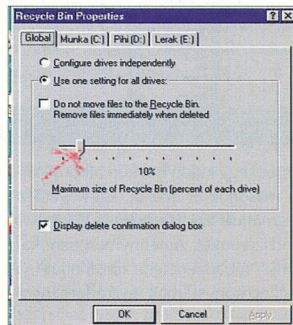 Recycle Bin Properties
Global Munka (C:) Pihi (D:) Lerak (E:)
Configure drives independently
Use one setting for all drives:
Do not move files to the Recycle Bin.
Remove files immediately when deleted
10%
Maximum size of Recycle Bin (percent of each drive)
Display delete confirmation dialog box
OK Cancel Apply